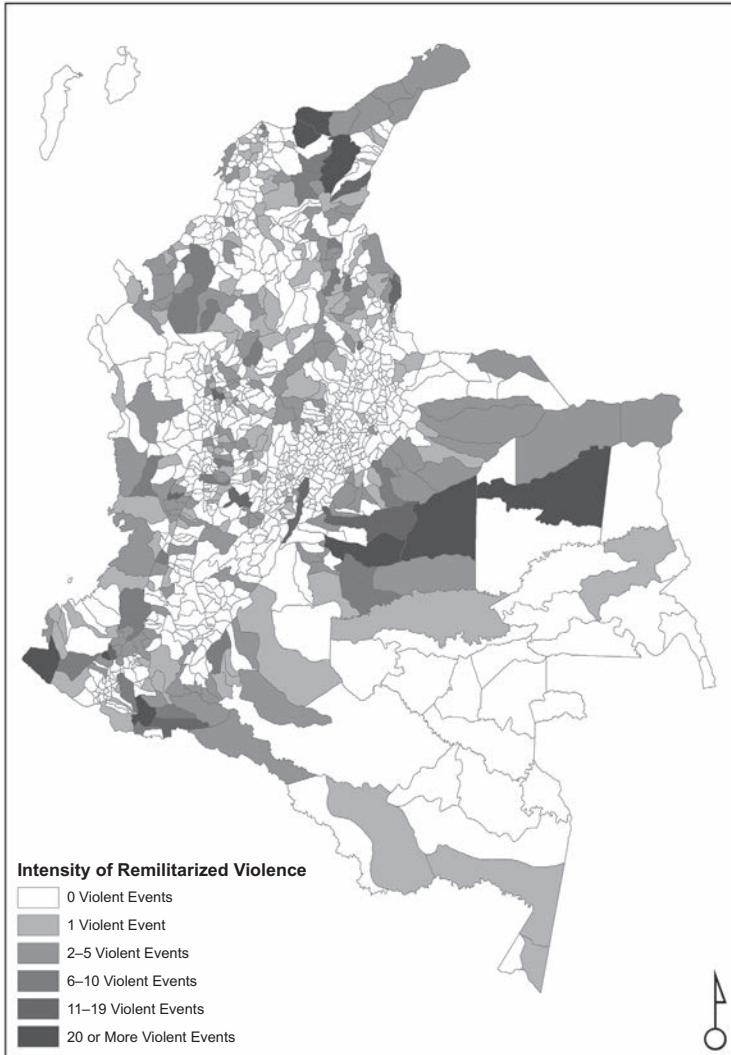 Intensity of Remilitarized Violence
0 Violent Events
1 Violent Event
2–5 Violent Events
6–10 Violent Events
11–19 Violent Events
20 or More Violent Events